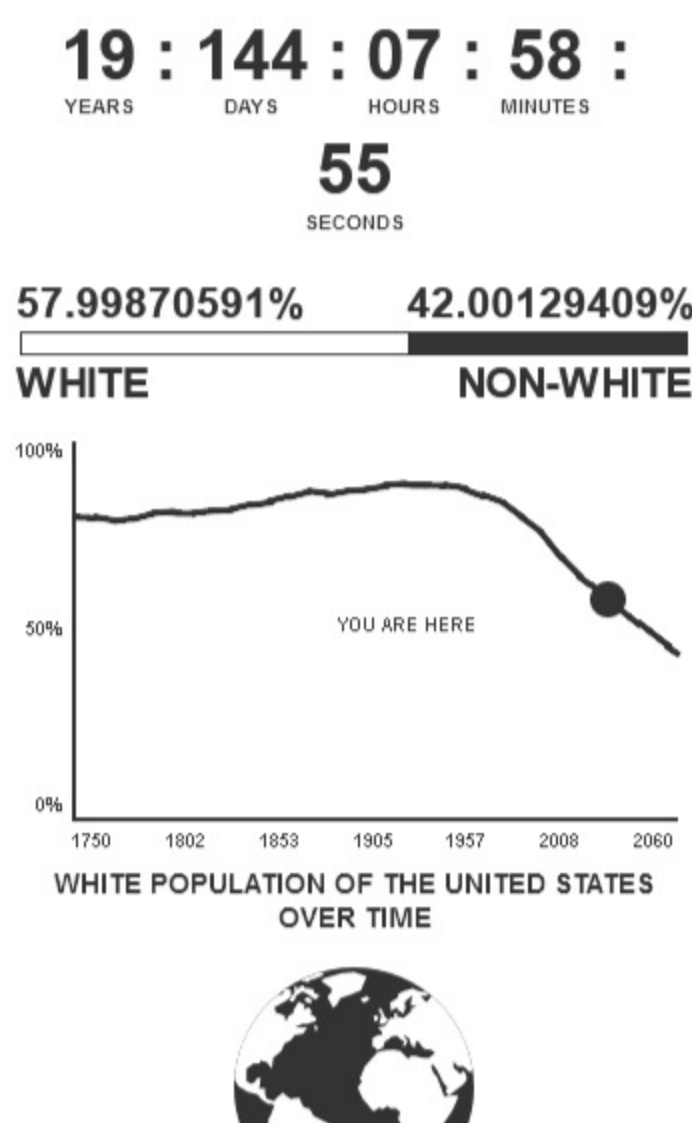 19 : 144 : 07 : 58 :
YEARS DAYS HOURS MINUTES
55
SECONDS
57.99870591% 42.00129409%
WHITE NON-WHITE
100%
50%
YOU ARE HERE
0%
1750 1802 1853 1905 1957 2008 2060
WHITE POPULATION OF THE UNITED STATES
OVER TIME